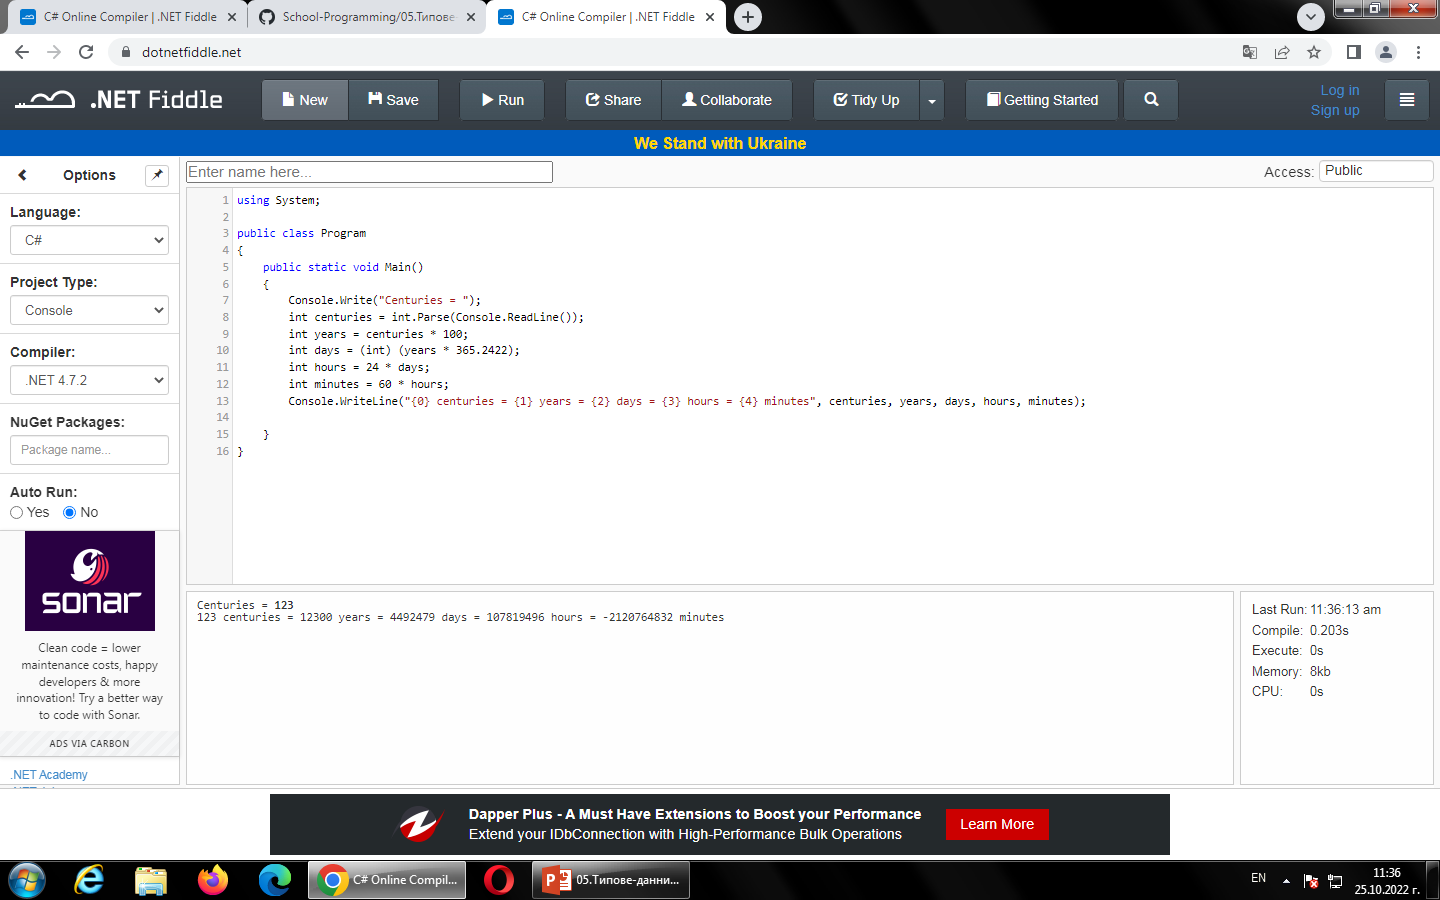 C# Online Compiler | .NET Fiddle
School-Programming/05.Типове-
C# Online Compiler | .NET Fiddle
dotnetfiddle.net
.NET Fiddle
New
Save
Run
Share
Collaborate
Tidy Up
Getting Started
Log in
Sign up
We Stand with Ukraine
Options
Enter name here...
Access:
Public
Language:
C#
Project Type:
Console
Compiler:
.NET 4.7.2
NuGet Packages:
Package name...
Auto Run:
Yes
No
sonar
Clean code = lower
maintenance costs, happy
developers & more
innovation! Try a better way
to code with Sonar.
ADS VIA CARBON
.NET Academy
1 using System;
2
3 public class Program
4 {
5 public static void Main()
6 {
7 Console.Write("Centuries = ");
8 int centuries = int.Parse(Console.ReadLine());
9 int years = centuries * 100;
10 int days = (int) (years * 365.2422);
11 int hours = 24 * days;
12 int minutes = 60 * hours;
13 Console.WriteLine("{0} centuries = {1} years = {2} days = {3} hours = {4} minutes", centuries, years, days, hours, minutes);
14
15 }
16 }
Centuries = 123
123 centuries = 12300 years = 4492479 days = 107819496 hours = -2120764832 minutes
Last Run: 11:36:13 am
Compile: 0.203s
Execute: 0s
Memory: 8kb
CPU: 0s
Dapper Plus - A Must Have Extensions to Boost your Performance
Extend your IDbConnection with High-Performance Bulk Operations
Learn More
C# Online Compil...
05.Типове-данни...
EN
11:36
25.10.2022 г.